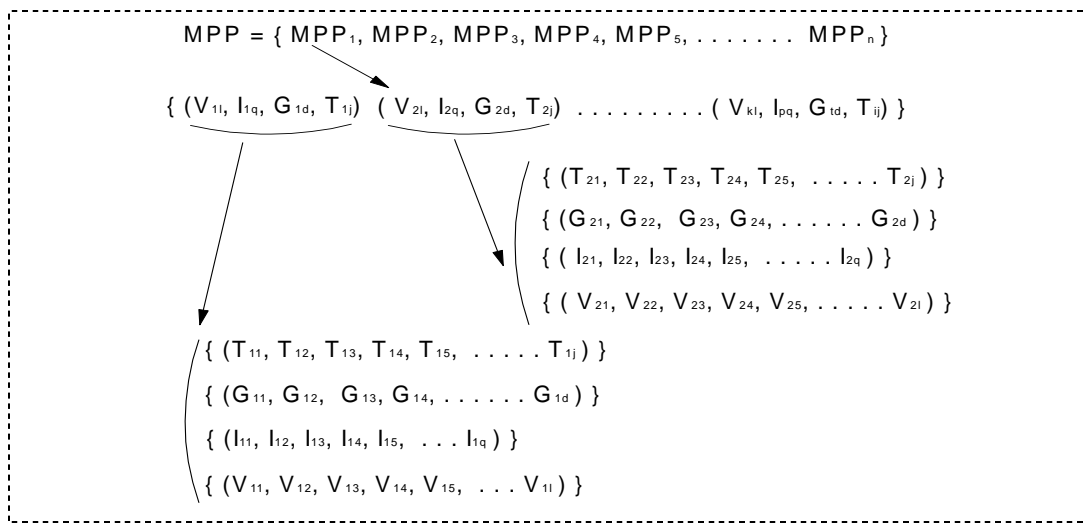 MPP = { MPP₁, MPP₂, MPP₃, MPP₄, MPP₅, . . . . . . . MPPₙ }
{ (V₁ₗ, I₁q, G₁d, T₁ⱼ) ( V₂ₗ, I₂q, G₂d, T₂ⱼ) . . . . . . . . . ( Vₖₗ, Ipq, Gtd, Tᵢⱼ) }
{ (T₂₁, T₂₂, T₂₃, T₂₄, T₂₅, . . . . . T₂ⱼ ) }
{ (G₂₁, G₂₂, G₂₃, G₂₄, . . . . . . G₂d ) }
{ ( I₂₁, I₂₂, I₂₃, I₂₄, I₂₅, . . . . . I₂q ) }
{ ( V₂₁, V₂₂, V₂₃, V₂₄, V₂₅, . . . . . V₂ₗ ) }
{ (T₁₁, T₁₂, T₁₃, T₁₄, T₁₅, . . . . . T₁ⱼ ) }
{ (G₁₁, G₁₂, G₁₃, G₁₄, . . . . . . G₁d ) }
{ (I₁₁, I₁₂, I₁₃, I₁₄, I₁₅, . . . I₁q ) }
{ (V₁₁, V₁₂, V₁₃, V₁₄, V₁₅, . . . V₁ₗ ) }